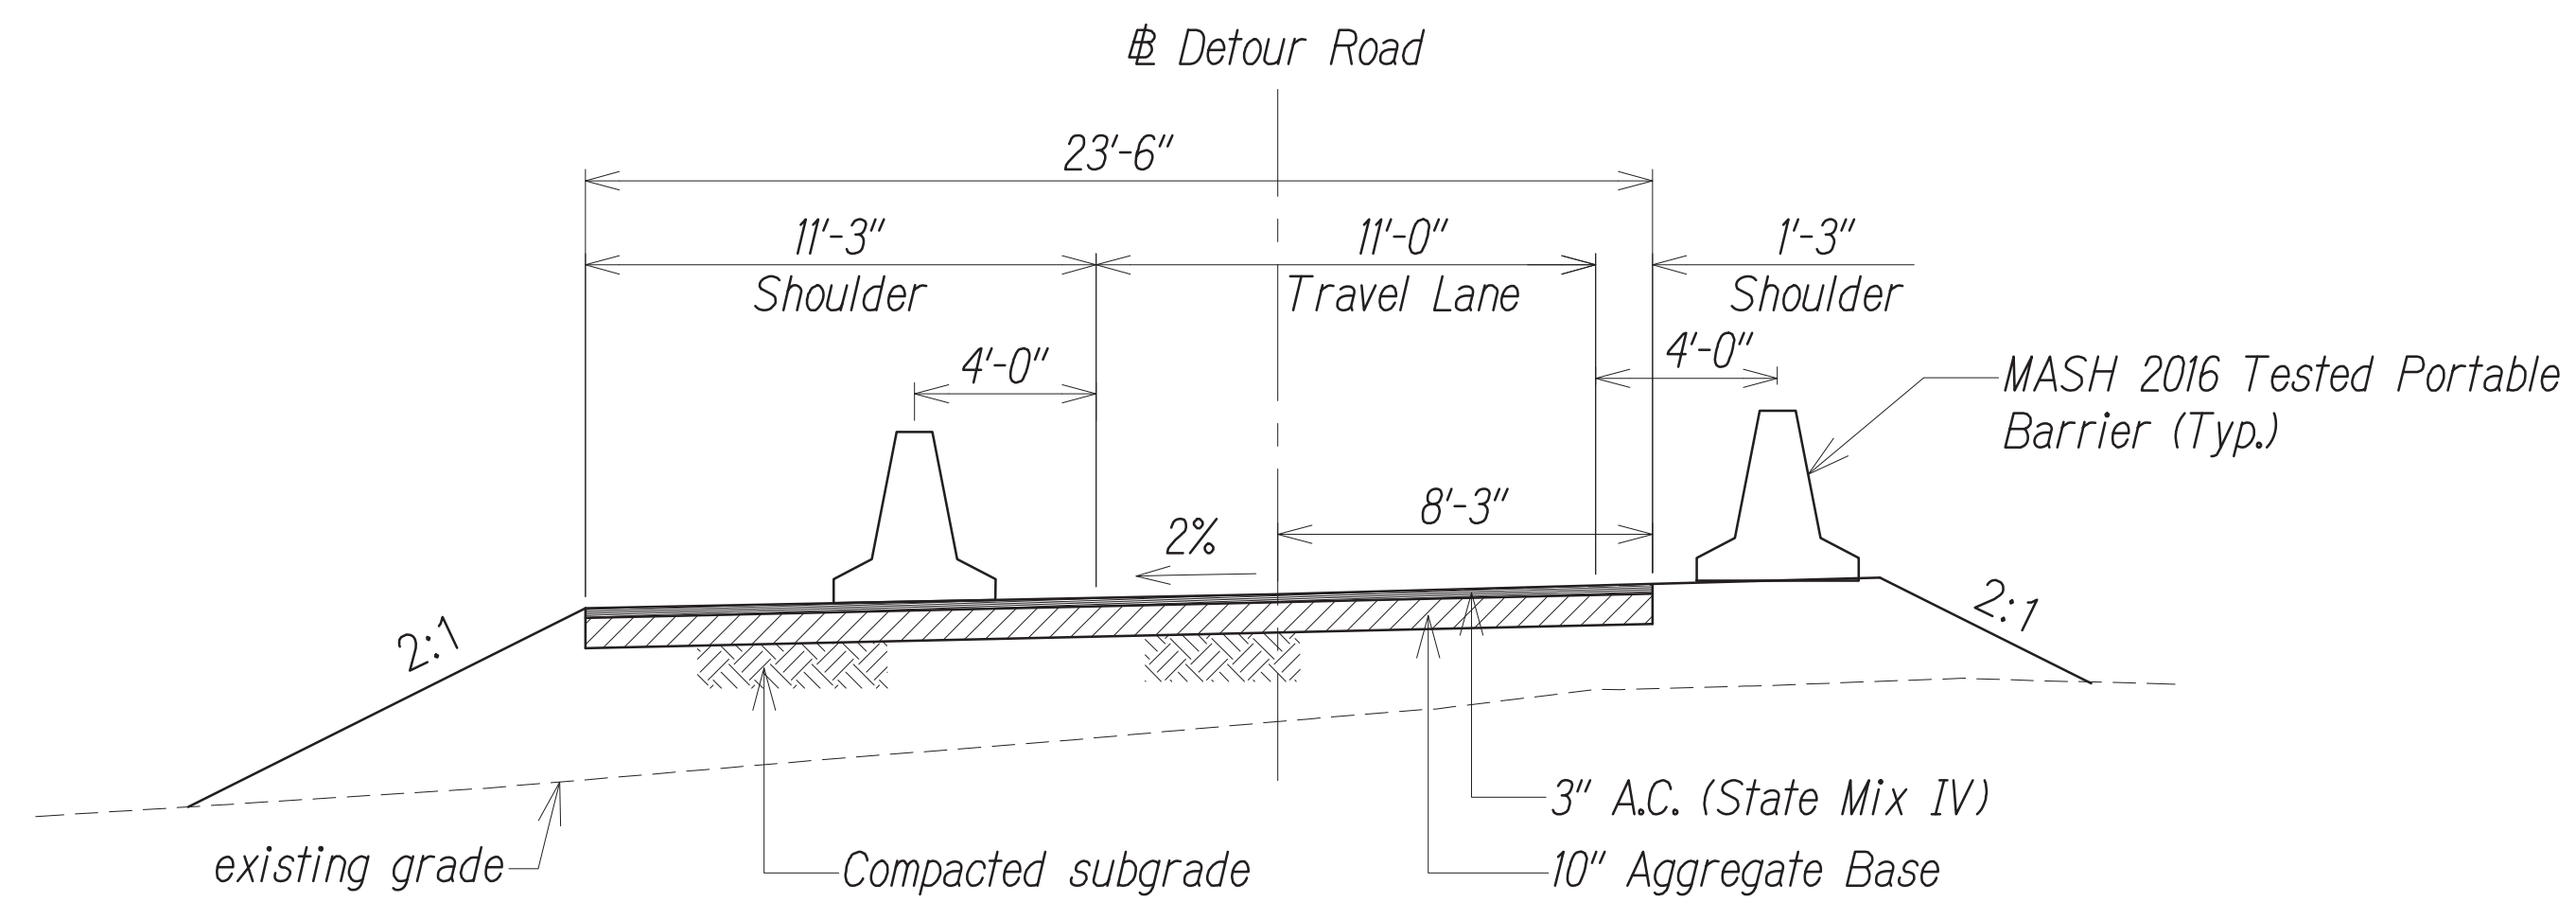 ℄ Detour Road
23'-6"
11'-3"
11'-0"
1'-3"
Shoulder
Travel Lane
Shoulder
4'-0"
4'-0"
MASH 2016 Tested Portable
Barrier (Typ.)
8'-3"
2%
2:1
2:1
3" A.C. (State Mix IV)
existing grade
Compacted subgrade
10" Aggregate Base